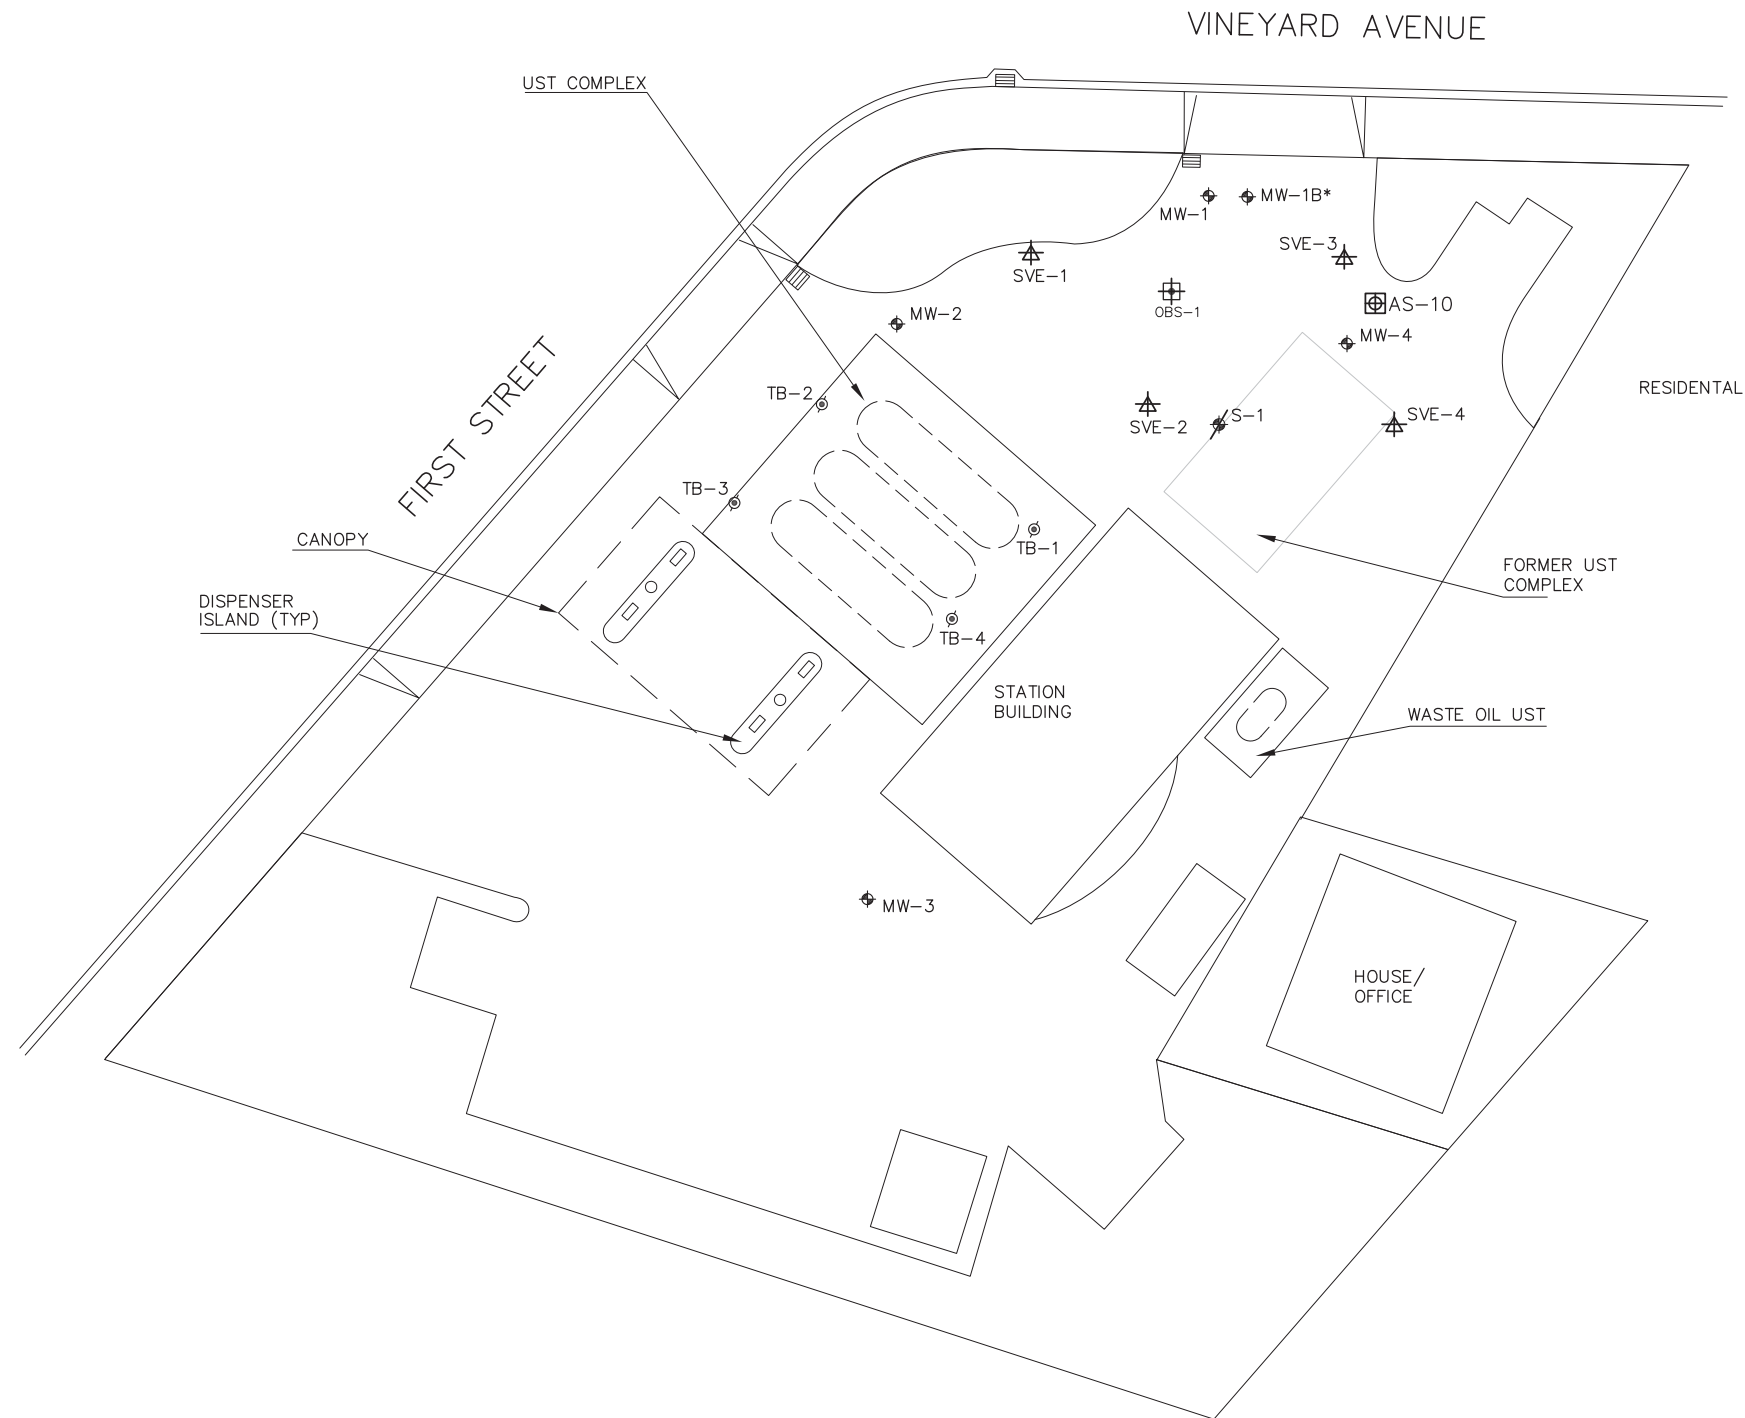 VINEYARD AVENUE
UST COMPLEX
MW-1B*
MW-1
SVE-3
SVE-1
AS-10
OBS-1
MW-2
MW-4
FIRST STREET
RESIDENTAL
TB-2
S-1
SVE-4
SVE-2
TB-3
CANOPY
TB-1
FORMER UST
COMPLEX
DISPENSER
ISLAND (TYP)
TB-4
STATION
BUILDING
WASTE OIL UST
MW-3
HOUSE/
OFFICE